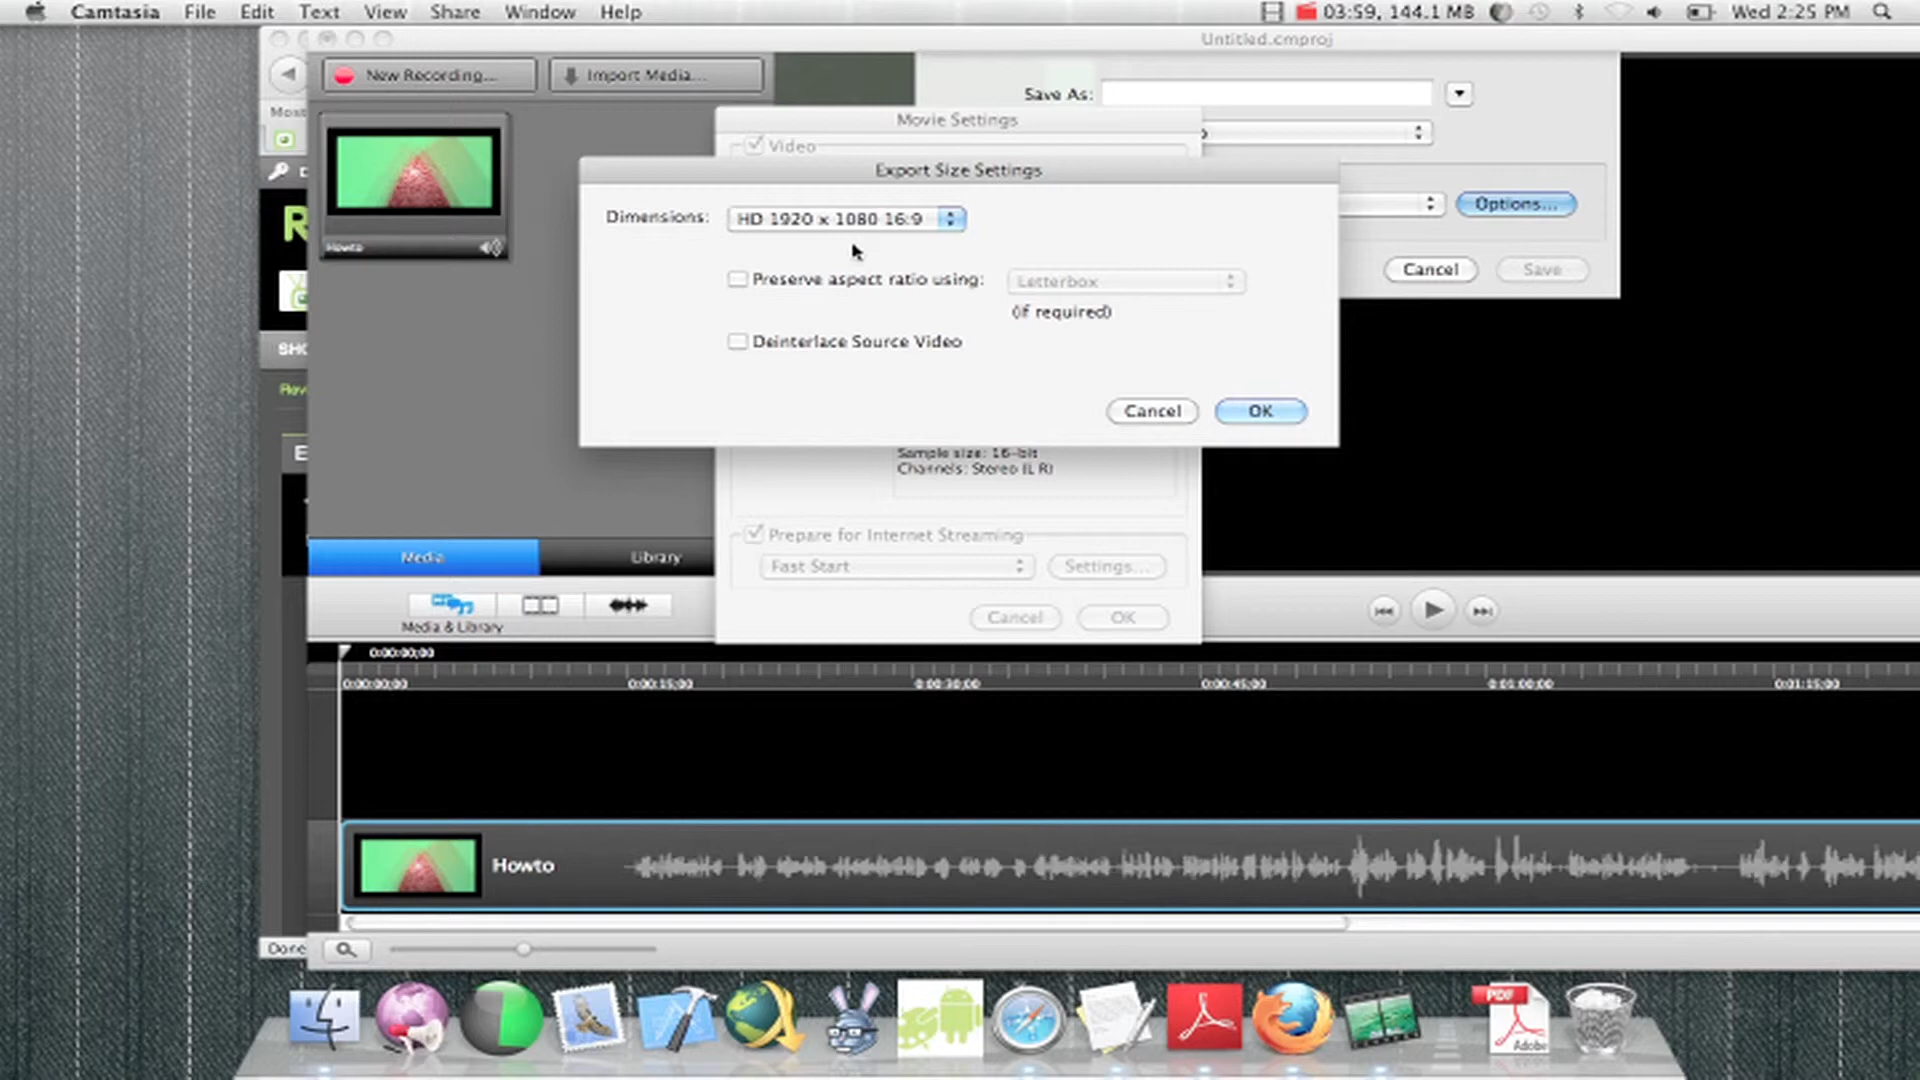 Camtasia File Edit Text View Share Window Help
03:59, 144.1 MB Wed 2:25 PM
Untitled.cmproj
New Recording... Import Media...
Save As:
Movie Settings
Video
Export Size Settings
Dimensions: HD 1920 x 1080 16:9
Options...
Howto
Preserve aspect ratio using: Letterbox
(if required)
Cancel Save
Deinterlace Source Video
Cancel OK
Sample size: 16-bit
Channels: Stereo (L R)
Prepare for Internet Streaming
Media Library
Fast Start Settings...
Cancel OK
Media & Library
0:00:00;00
0:00:00;00 0:00:15;00 0:00:30;00 0:00:45;00 0:01:00;00 0:01:15;00
Howto
Done
PDF
Adobe